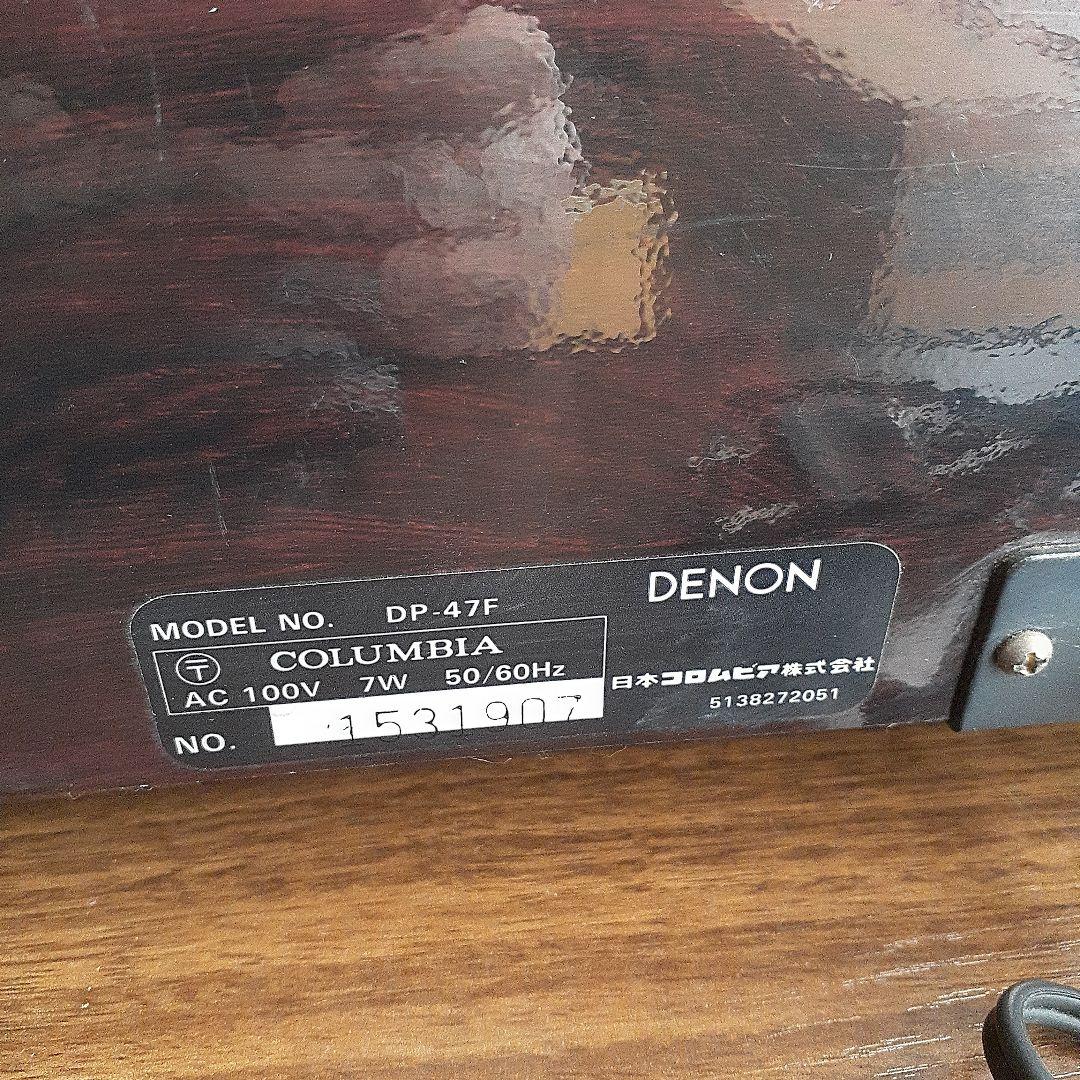 MODEL NO. DP-47F
DENON
〒 COLUMBIA
AC 100V 7W 50/60Hz
NO. 1531907
日本コロムビア株式会社
5138272051